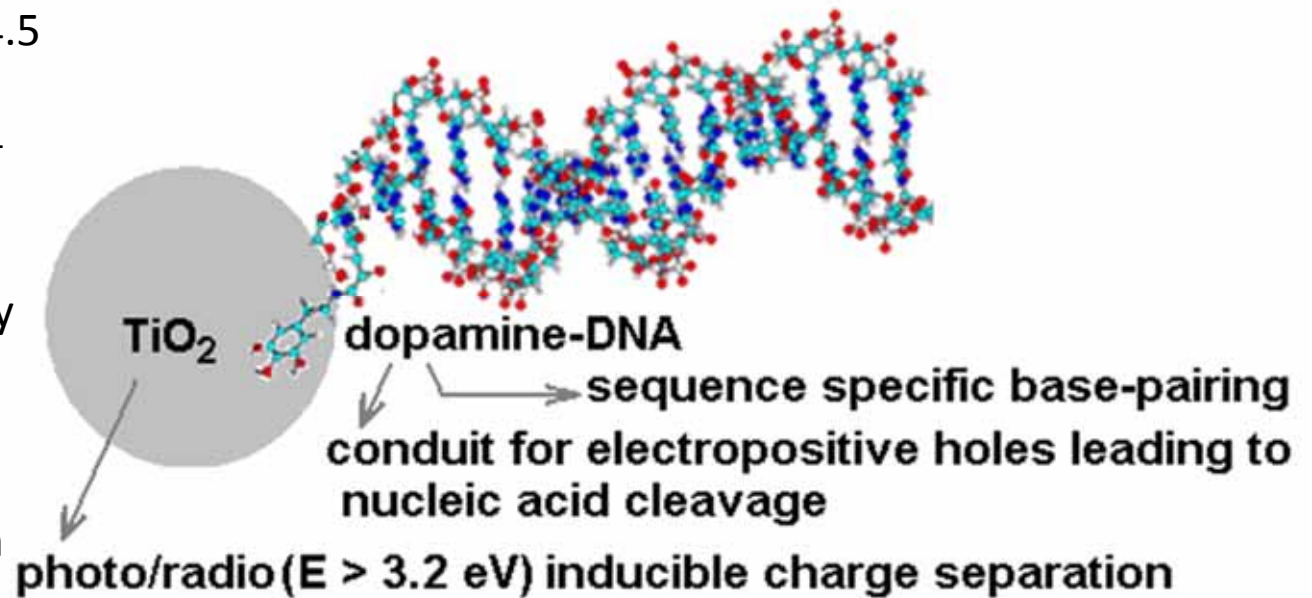 .5
TiO₂
dopamine-DNA
sequence specific base-pairing
conduit for electropositive holes leading to
nucleic acid cleavage
photo/radio (E > 3.2 eV) inducible charge separation